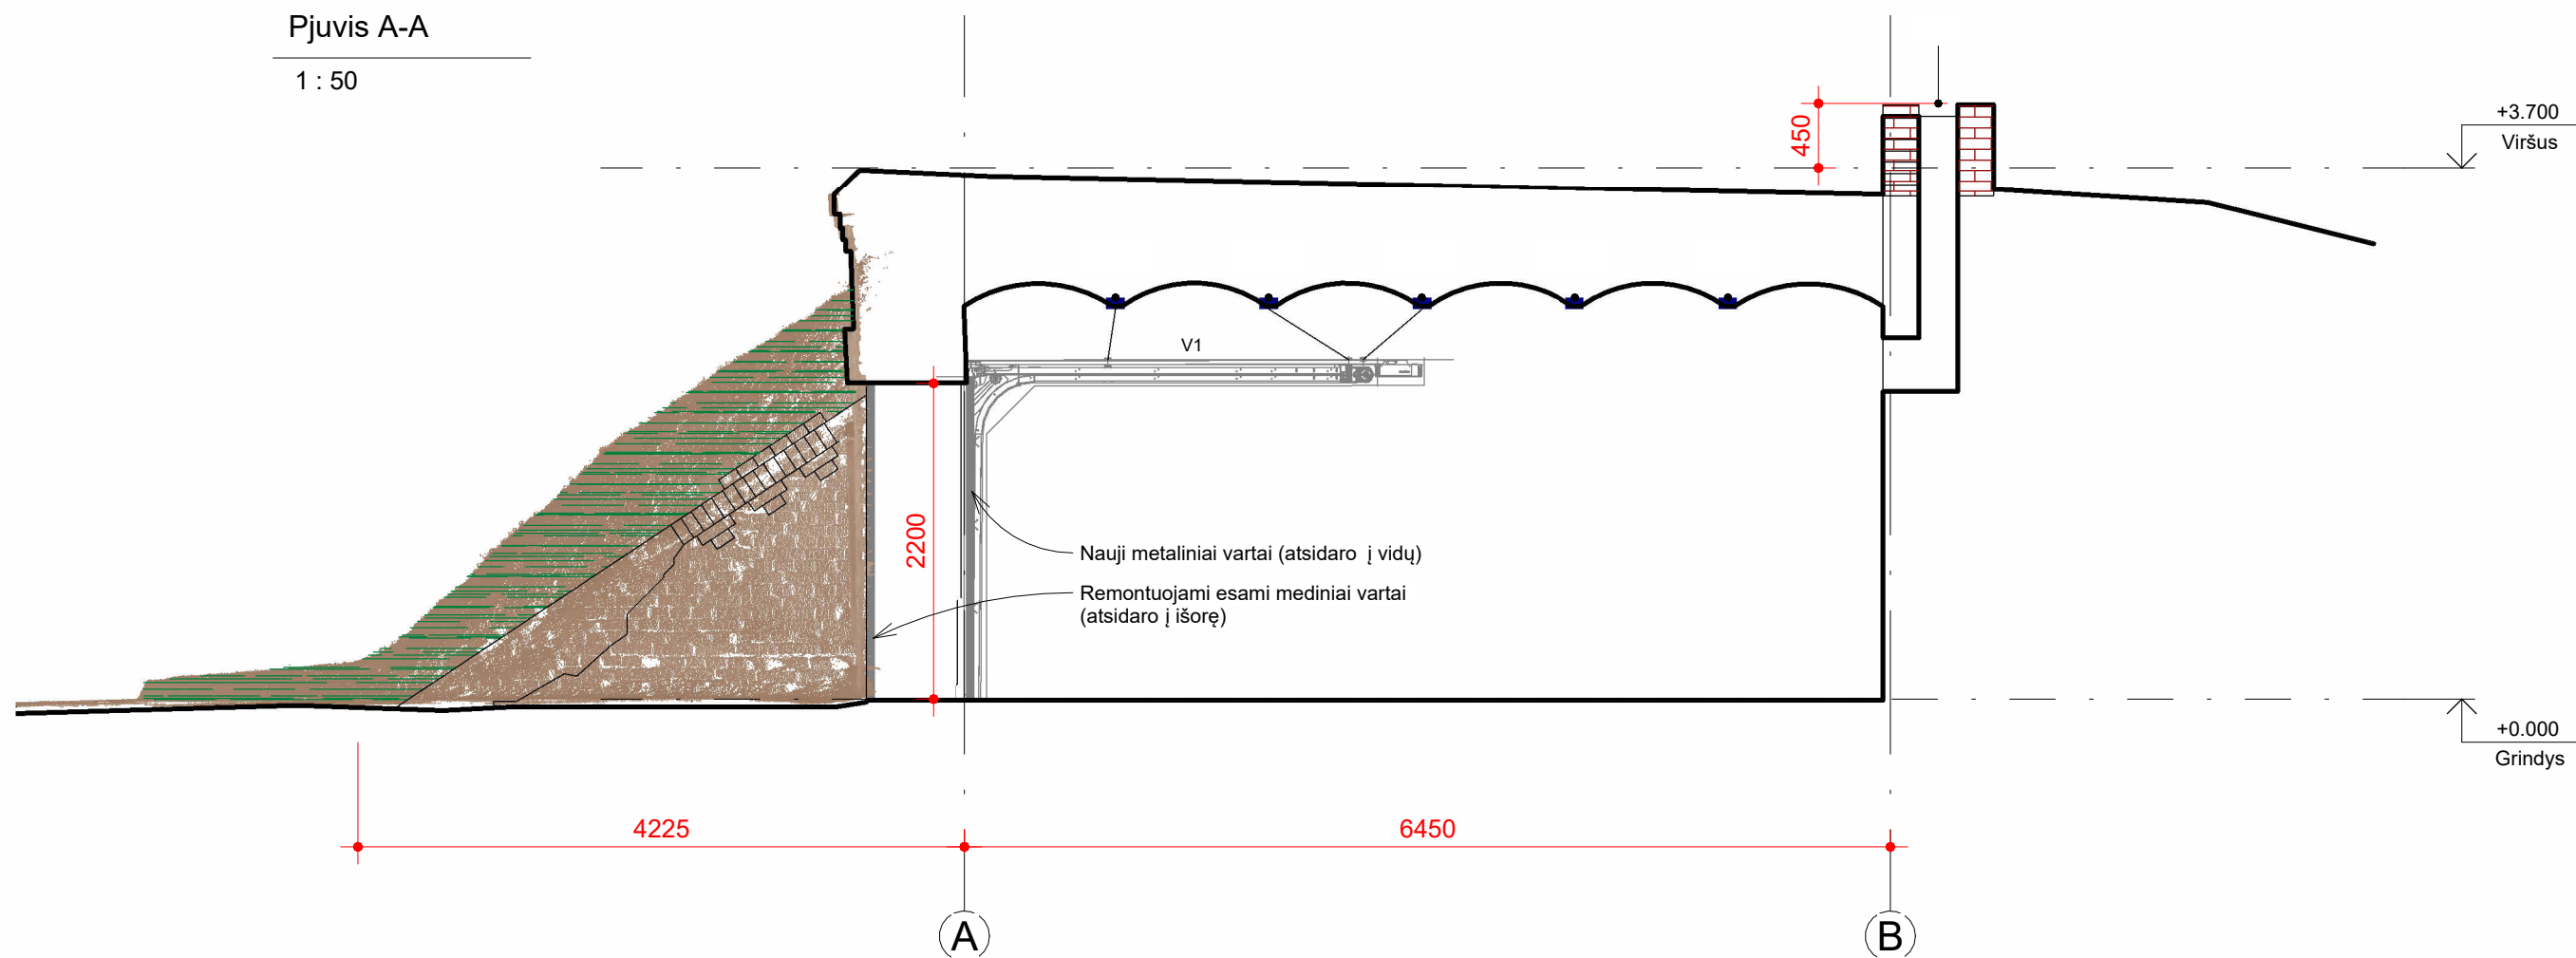 Pjuvis A-A
1 : 50
450
+3.700
Viršus
V1
2200
Nauji metaliniai vartai (atsidaro į vidų)
Remontuojami esami mediniai vartai
(atsidaro į išorę)
+0.000
Grindys
4225
6450
A
B